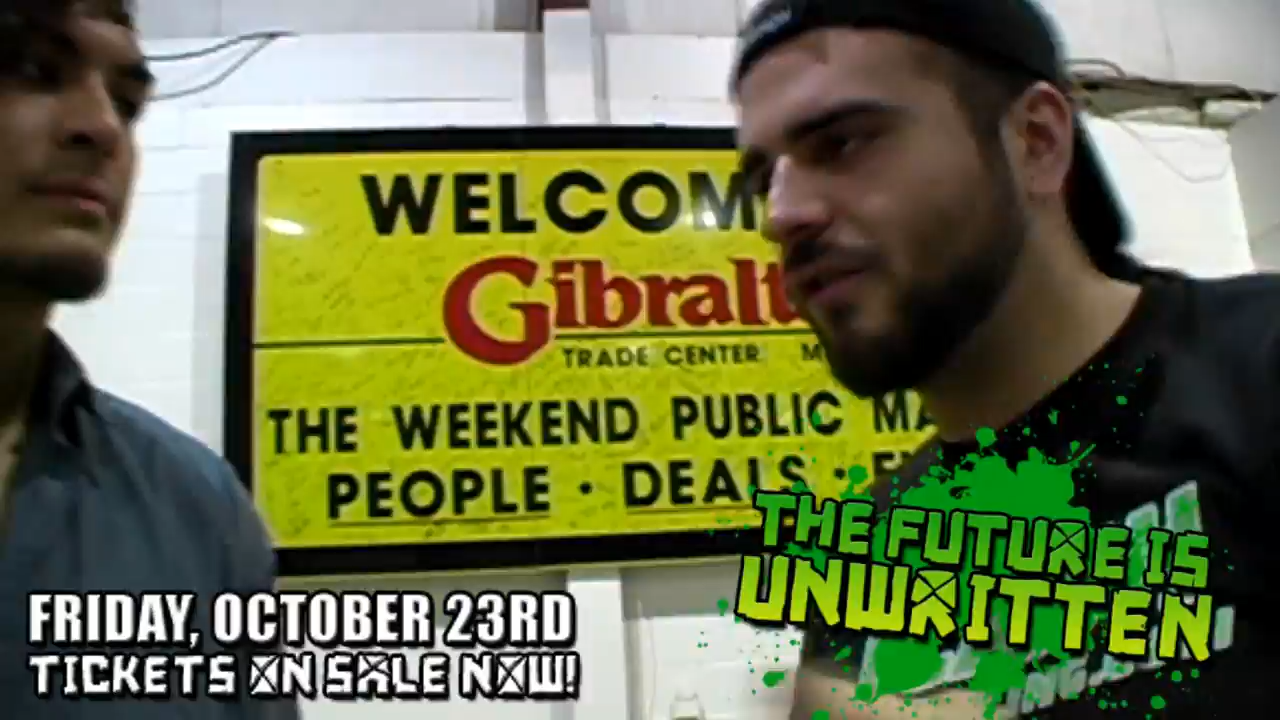 WELCOM
Gibralt
TRADE CENTER M
THE WEEKEND PUBLIC MA
PEOPLE · DEALS ·
THE FUTURE IS
UNWRITTEN
FRIDAY, OCTOBER 23RD
TICKETS ON SALE NOW!